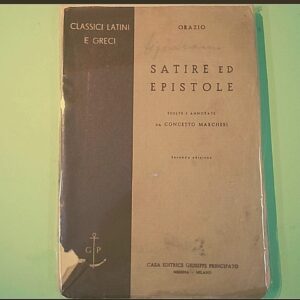 CLASSICI LATINI
E GRECI
ORAZIO
SATIRE ED
EPISTOLE
SCELTE E ANNOTATE
DA CONCETTO MARCHESI
Seconda edizione
G P
CASA EDITRICE GIUSEPPE PRINCIPATO
MESSINA - MILANO